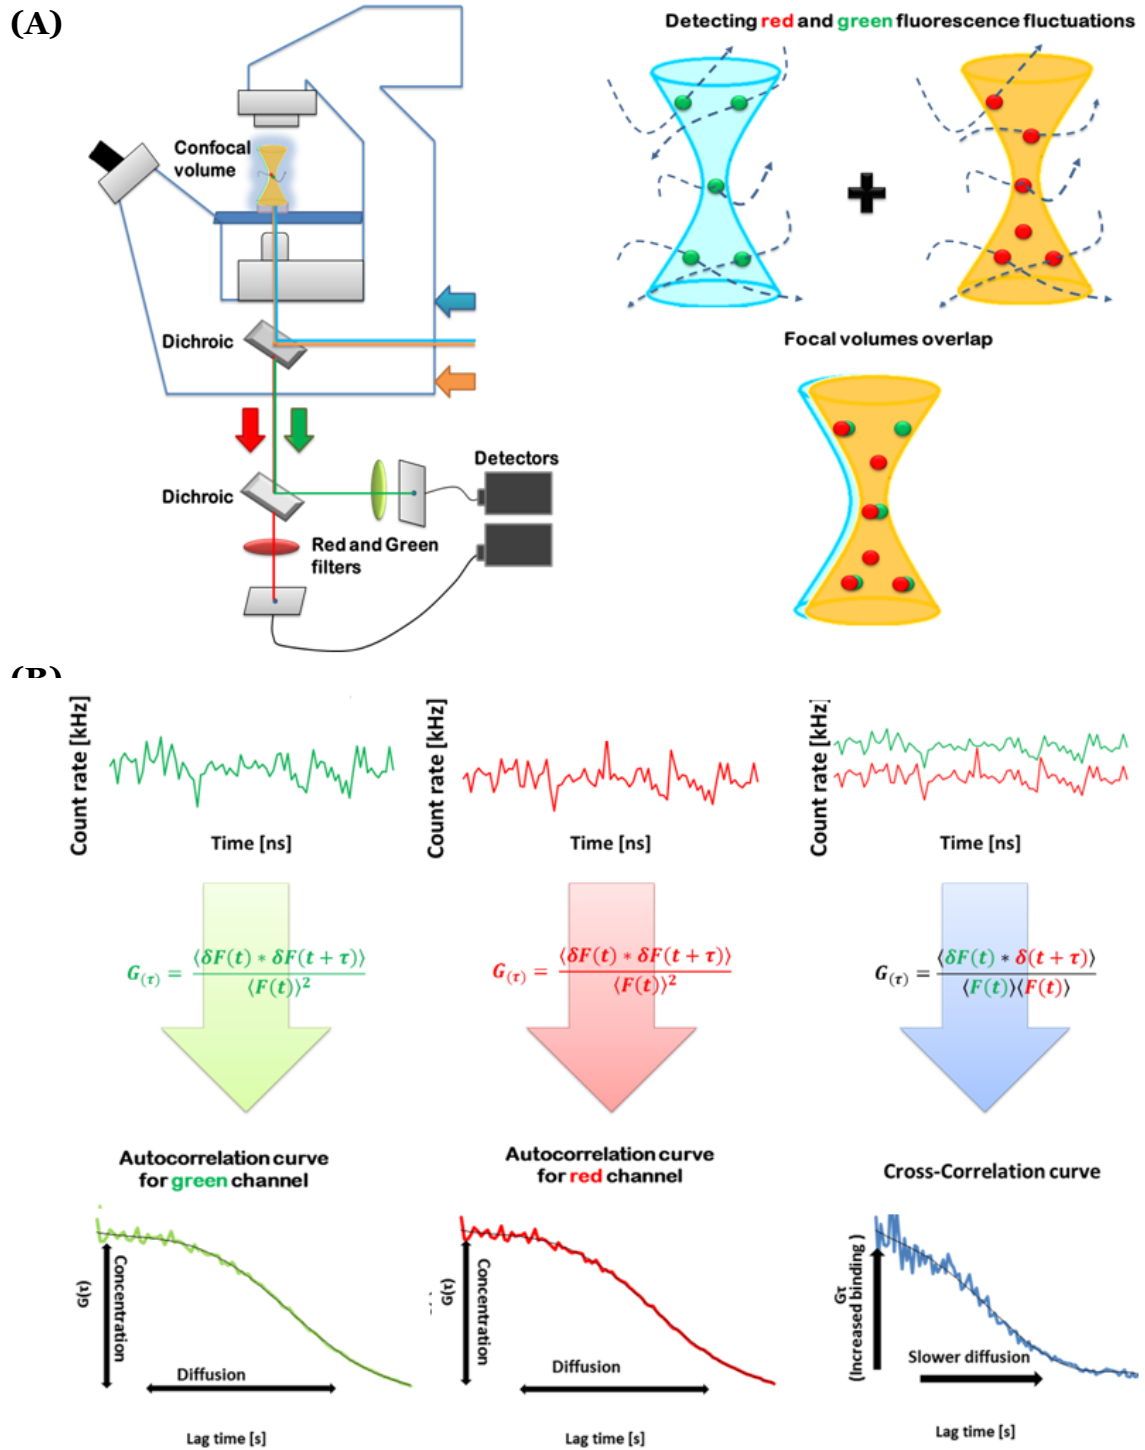 (A)
Detecting red and green fluorescence fluctuations
Confocal
volume
Focal volumes overlap
Dichroic
Detectors
Dichroic
Red and Green
filters
(B)
Count rate [kHz]
Time [ns]
Count rate [kHz]
Time [ns]
Count rate [kHz]
Time [ns]
G(τ) = ⟨δF(t) * δF(t + τ)⟩ / ⟨F(t)⟩²
G(τ) = ⟨δF(t) * δF(t + τ)⟩ / ⟨F(t)⟩²
G(τ) = ⟨δF(t) * δ(t + τ)⟩ / ⟨F(t)⟩⟨F(t)⟩
Autocorrelation curve
for green channel
Autocorrelation curve
for red channel
Cross-Correlation curve
G(τ)
Concentration
Diffusion
Lag time [s]
G(τ)
Concentration
Diffusion
Lag time [s]
Gτ
(Increased binding)
Slower diffusion
Lag time [s]